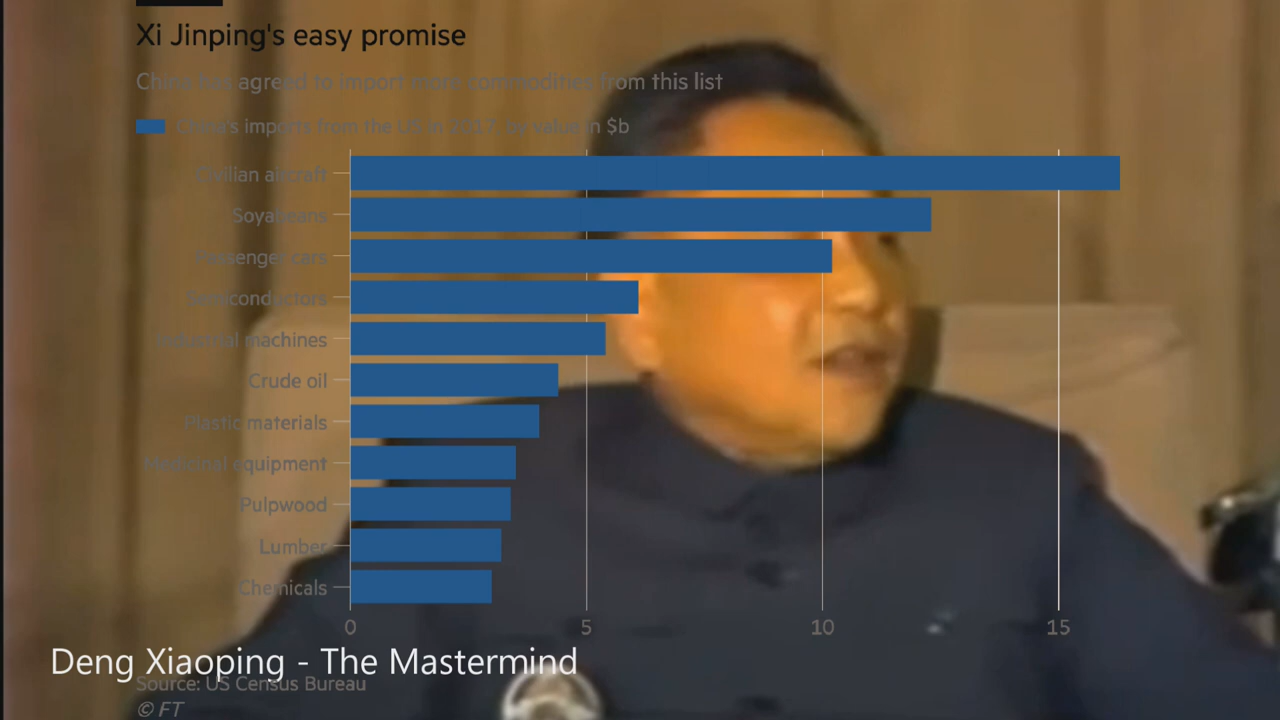 Xi Jinping's easy promise
China has agreed to import more commodities from this list
China's imports from the US in 2017, by value in $b
Civilian aircraft
Soyabeans
Passenger cars
Semiconductors
Industrial machines
Crude oil
Plastic materials
Medicinal equipment
Pulpwood
Lumber
Chemicals
0 5 10 15
Deng Xiaoping - The Mastermind
Source: US Census Bureau
© FT